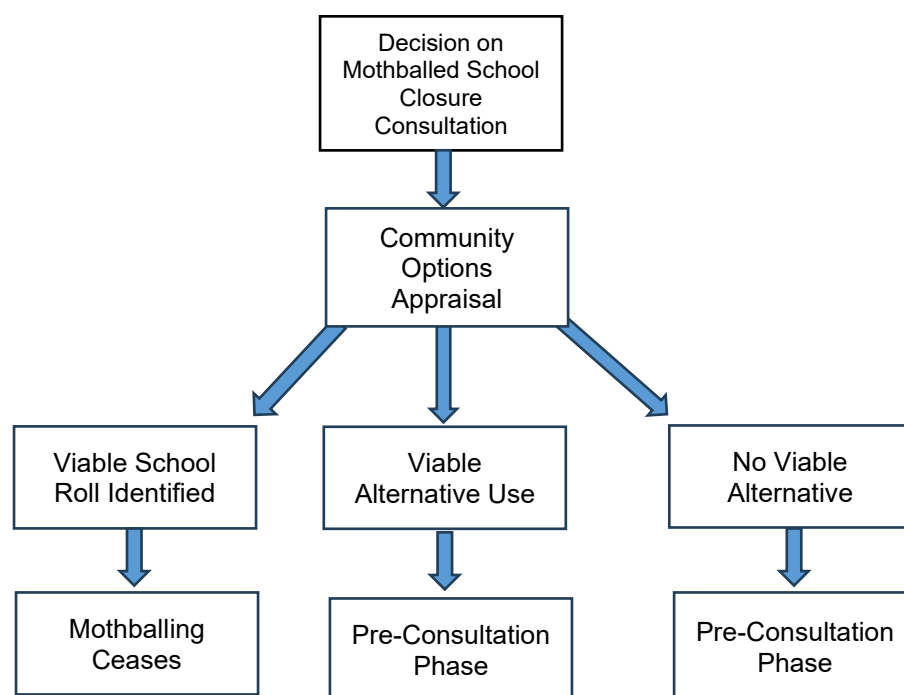 Decision on
Mothballed School
Closure
Consultation
Community
Options
Appraisal
Viable School
Roll Identified
Viable
Alternative Use
No Viable
Alternative
Mothballing
Ceases
Pre-Consultation
Phase
Pre-Consultation
Phase